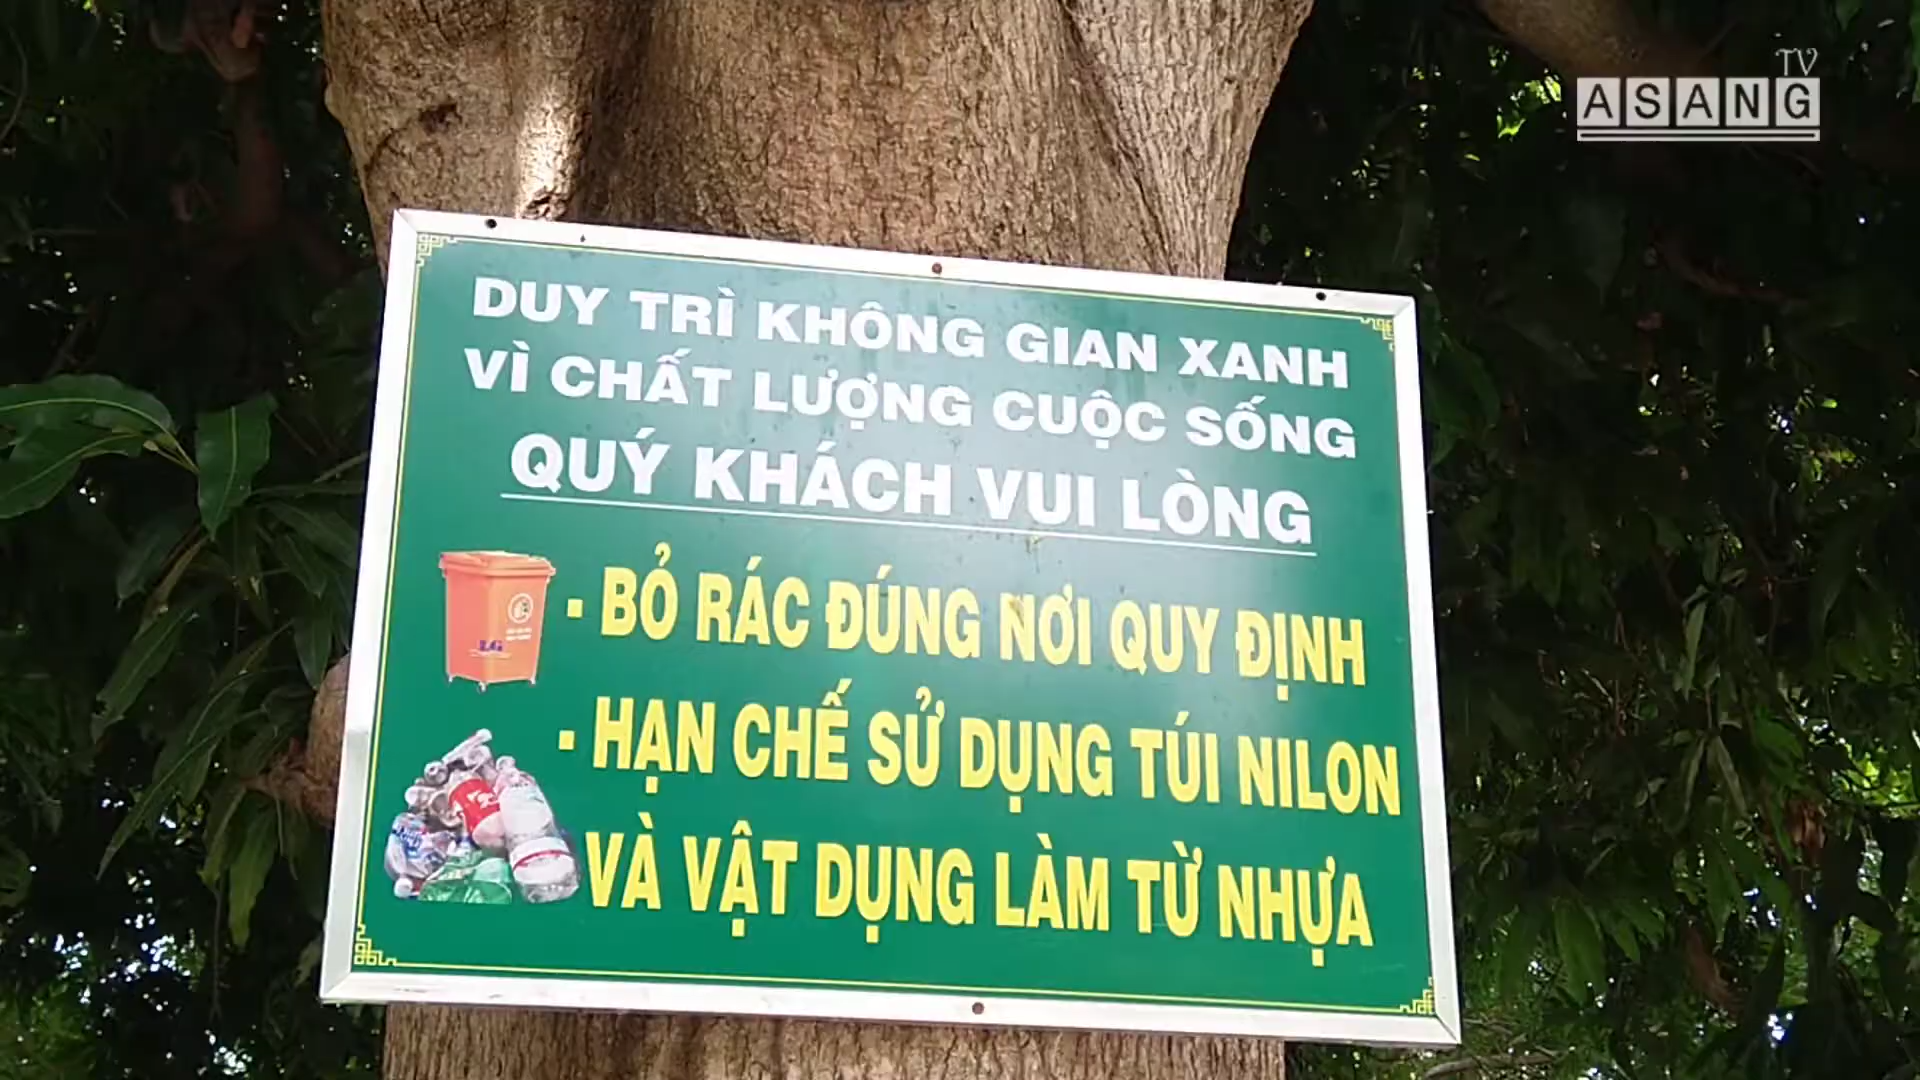 TV
ASANG
DUY TRÌ KHÔNG GIAN XANH
VÌ CHẤT LƯỢNG CUỘC SỐNG
QUÝ KHÁCH VUI LÒNG
- BỎ RÁC ĐÚNG NƠI QUY ĐỊNH
- HẠN CHẾ SỬ DỤNG TÚI NILON
VÀ VẬT DỤNG LÀM TỪ NHỰA